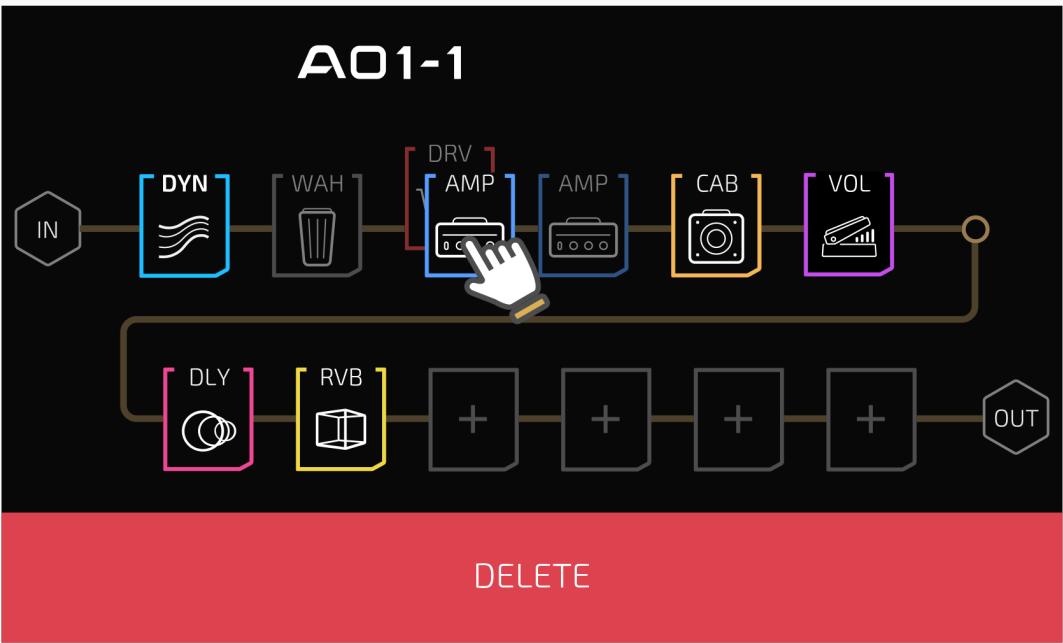 A01-1
DRV
DYN WAH AMP AMP CAB VOL
IN
DLY RVB
+ + + +
OUT
DELETE